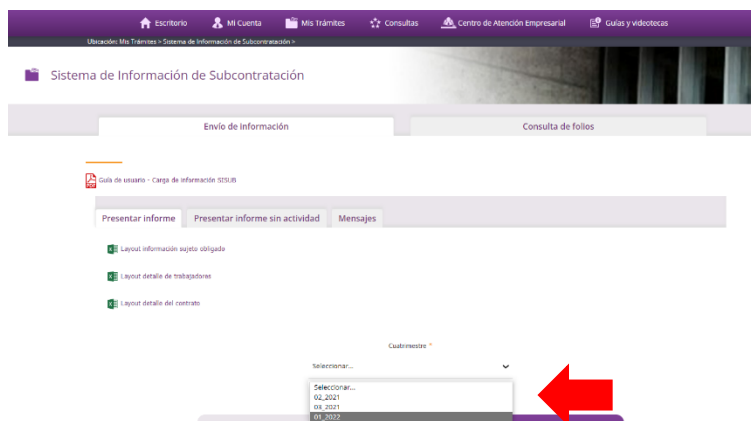 Escritorio Mi Cuenta Mis Trámites Consultas Centro de Atención Empresarial Guías y videotecas
Ubicación: Mis Trámites > Sistema de Información de Subcontratación >
Sistema de Información de Subcontratación
Envío de información Consulta de folios
Guía de usuario - Carga de información SISUB
Presentar informe Presentar informe sin actividad Mensajes
Layout información sujeto obligado
Layout detalle de trabajadores
Layout detalle del contrato
Cuatrimestre *
Seleccionar...
Seleccionar...
02_2021
03_2021
01_2022